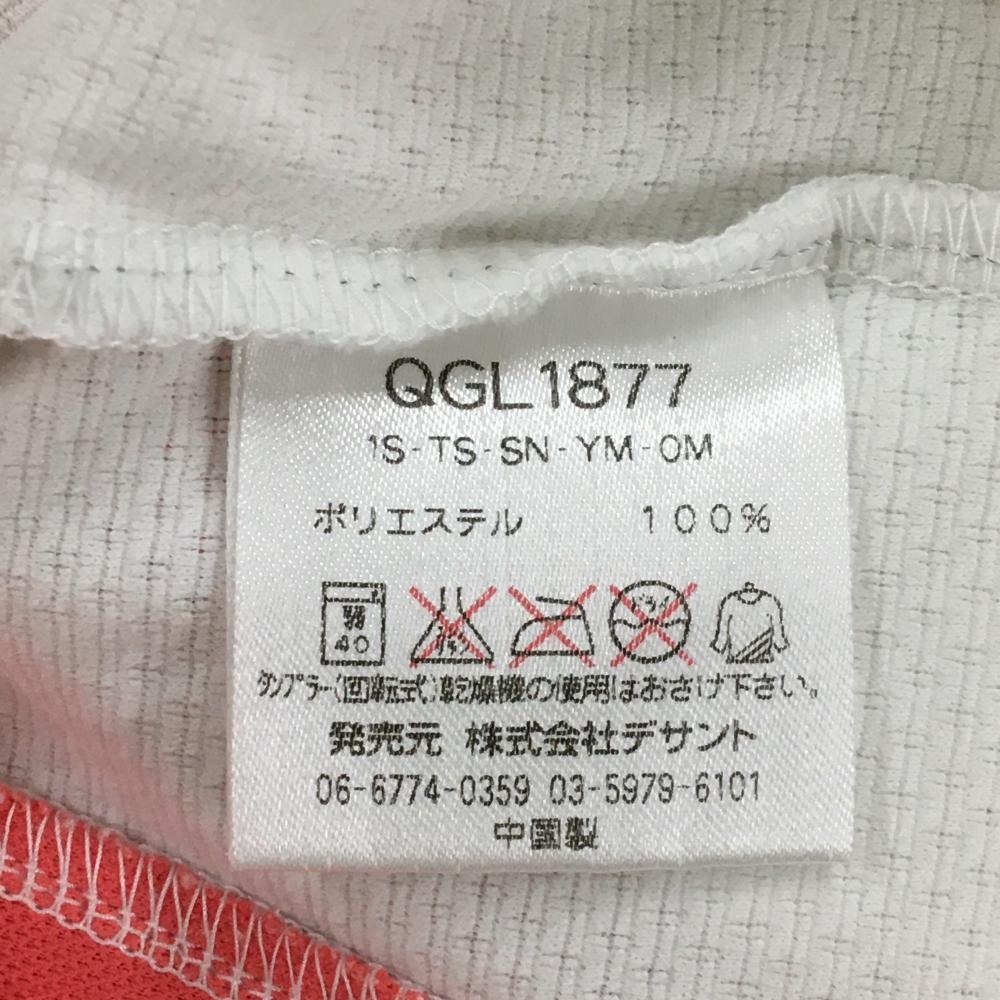 QGL1877
1S-TS-SN-YM-OM
ポリエステル 100%
弱 40
タンブラー(回転式)乾燥機の使用はおさけ下さい。
発売元 株式会社デサント
06-6774-0359 03-5979-6101
中国製